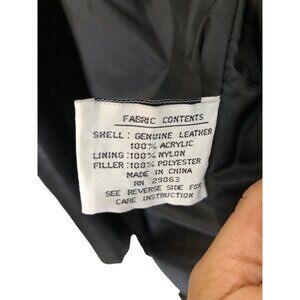 FABRIC CONTENTS
SHELL: GENUINE LEATHER
100% ACRYLIC
LINING: 100% NYLON
FILLER: 100% POLYESTER
MADE IN CHINA
RN 29063
SEE REVERSE SIDE FOR
CARE INSTRUCTION